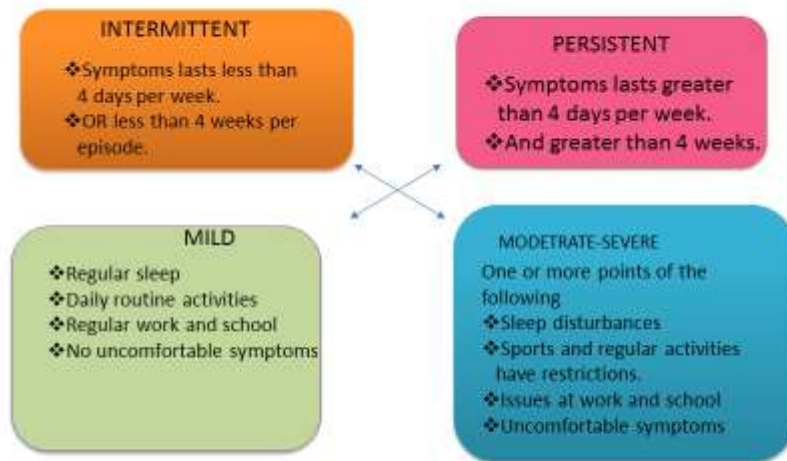 INTERMITTENT
❖Symptoms lasts less than
4 days per week.
❖OR less than 4 weeks per
episode.
PERSISTENT
❖Symptoms lasts greater
than 4 days per week.
❖And greater than 4 weeks.
MILD
❖Regular sleep
❖Daily routine activities
❖Regular work and school
❖No uncomfortable symptoms
MODETRATE-SEVERE
One or more points of the
following
❖Sleep disturbances
❖Sports and regular activities
have restrictions.
❖Issues at work and school
❖Uncomfortable symptoms